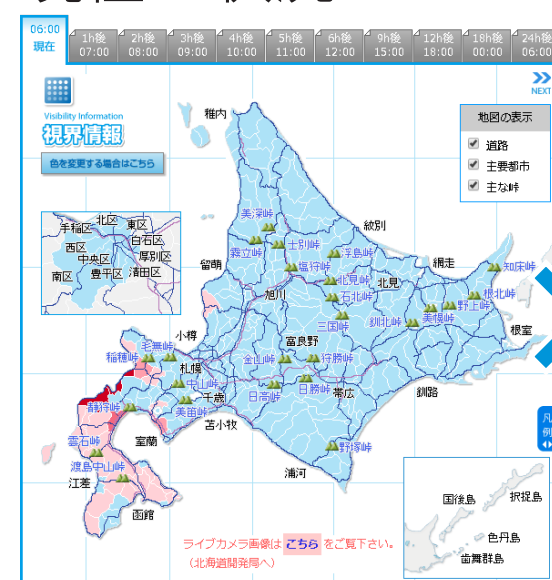 06:00
現在
1h後
07:00
2h後
08:00
3h後
09:00
4h後
10:00
5h後
11:00
6h後
12:00
9h後
15:00
12h後
18:00
18h後
00:00
24h後
06:00
NEXT
Visibility Information
視界情報
色を変更する場合はこちら
地図の表示
道路
主要都市
主な峠
手稲区
北区
東区
白石区
西区
中央区
厚別区
南区
豊平区
清田区
稚内
美深峠
紋別
霧立峠
士別峠
浮島峠
留萌
塩狩峠
網走
知床峠
北見峠
北見
旭川
石北峠
根北峠
野上峠
美幌峠
三国峠
釧北峠
根室
小樽
毛無峠
富良野
稲穂峠
札幌
金山峠
狩勝峠
中山峠
日勝峠
千歳
日高峠
帯広
釧路
静狩峠
美笛峠
苫小牧
雲石峠
室蘭
野塚峠
渡島中山峠
浦河
江差
函館
凡
例
国後島
択捉島
色丹島
歯舞群島
ライブカメラ画像は こちら をご覧下さい。
（北海道開発局へ）